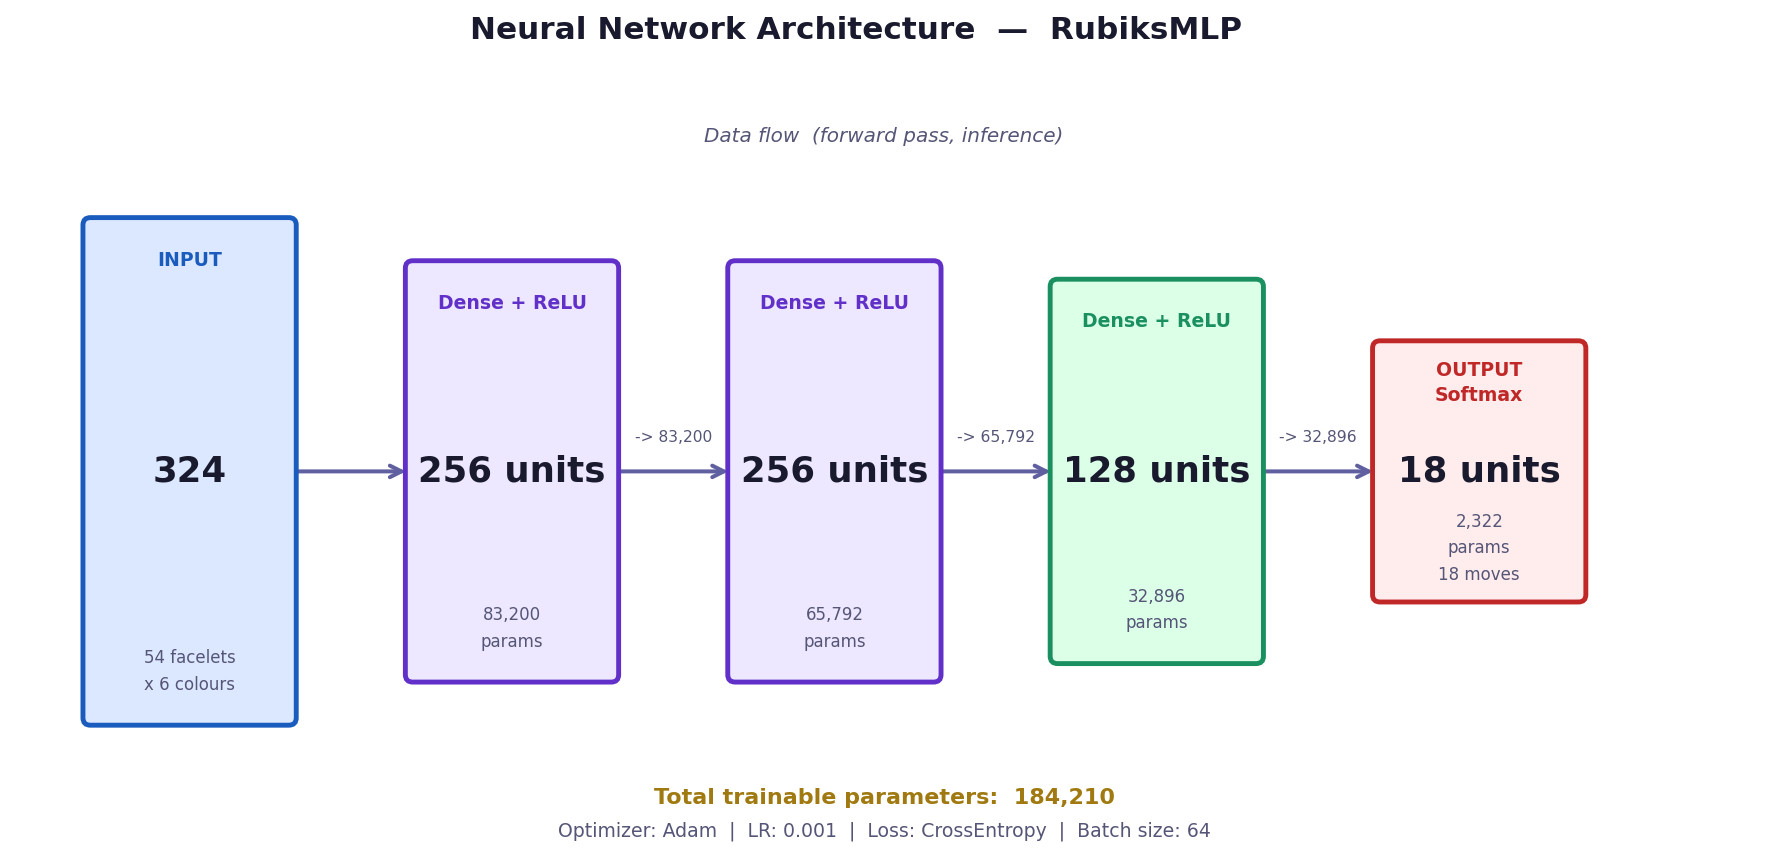 Neural Network Architecture — RubiksMLP
Data flow (forward pass, inference)
INPUT
324
54 facelets
x 6 colours
Dense + ReLU
256 units
83,200
params
-> 83,200
Dense + ReLU
256 units
65,792
params
-> 65,792
Dense + ReLU
128 units
32,896
params
-> 32,896
OUTPUT
Softmax
18 units
2,322
params
18 moves
Total trainable parameters: 184,210
Optimizer: Adam | LR: 0.001 | Loss: CrossEntropy | Batch size: 64